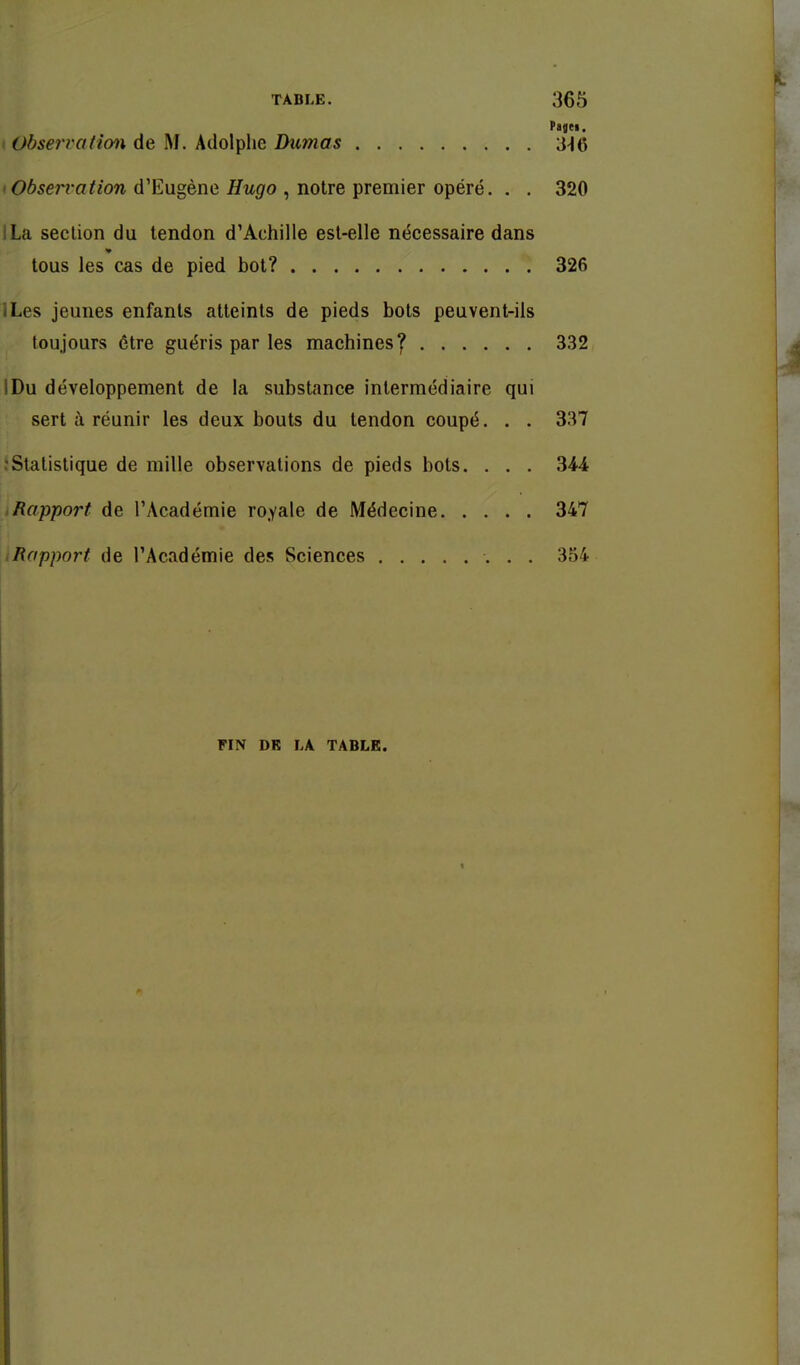 TABLE. 365
Pages.
Observation de M. Adolphe Dumas . . . . . . . . . 316
Observation d'Eugène Hugo , notre premier opéré. . . 320
La section du tendon d'Achille est-elle nécessaire dans
tous les cas de pied bot? . . . . . . . . . . . . 326
Les jeunes enfants atteints de pieds bots peuvent-ils
toujours être guéris par les machines? . . . . . . 332
Du développement de la substance intermédiaire qui
sert à réunir les deux bouts du tendon coupé. . . 337
Statistique de mille observations de pieds bots. . . . 344
Rapport de l'Académie royale de Médecine. . . . . 347
Rapport de l'Académie des Sciences . . . . . . . . 354
FIN DE LA TABLE.